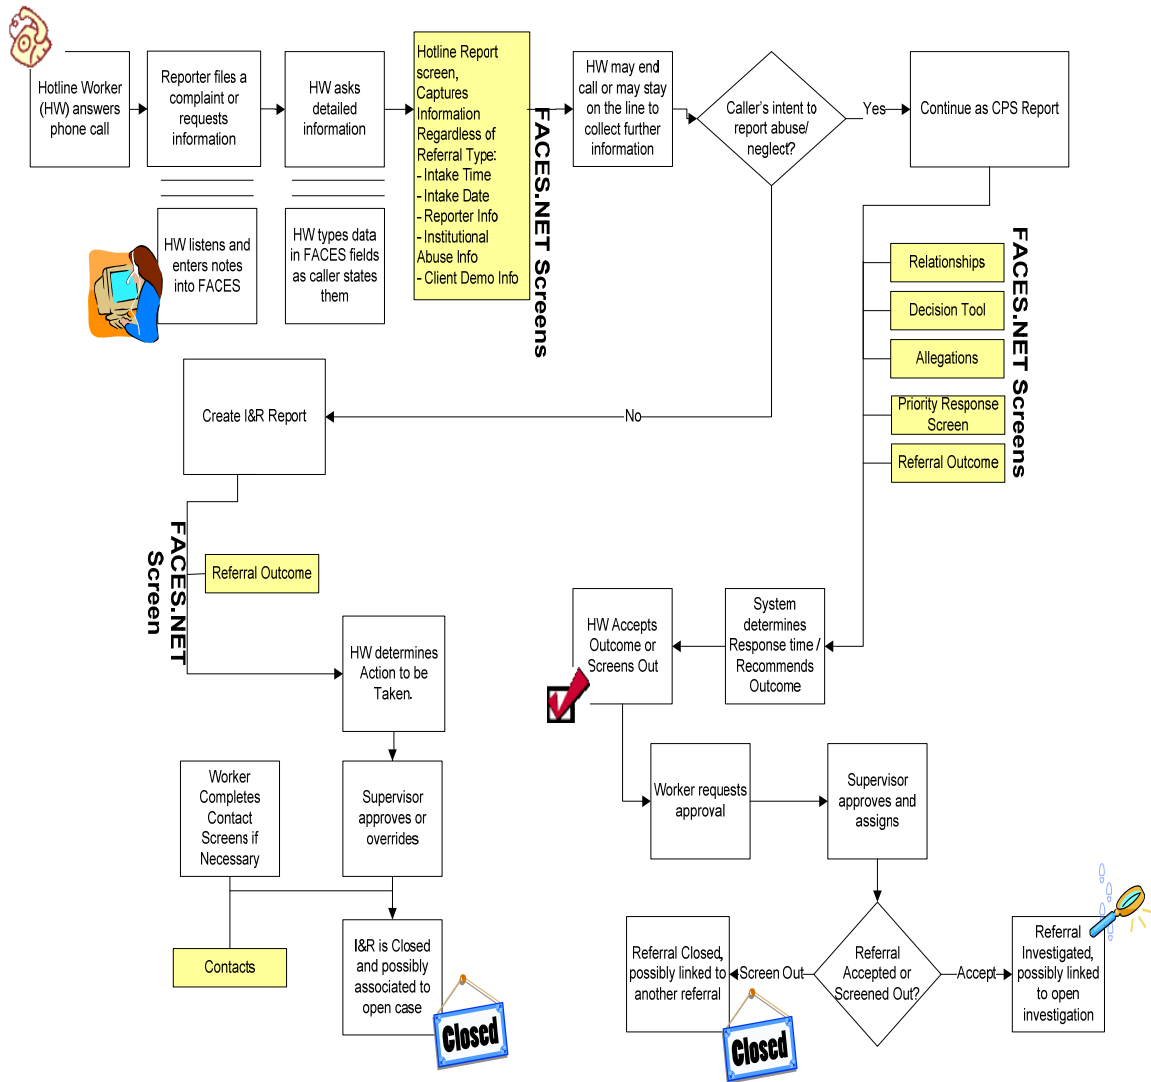 Hotline Worker
(HW) answers
phone call
Reporter files a
complaint or
requests
information
HW asks
detailed
information
Hotline Report
screen,
Captures
Information
Regardless of
Referral Type:
- Intake Time
- Intake Date
- Reporter Info
- Institutional
Abuse Info
- Client Demo Info
FACES.NET Screens
HW may end
call or may stay
on the line to
collect further
information
Caller's intent to
report abuse/
neglect?
Yes
Continue as CPS Report
HW listens and
enters notes
into FACES
HW types data
in FACES fields
as caller states
them
Relationships
Decision Tool
Allegations
Priority Response
Screen
Referral Outcome
FACES.NET Screens
Create I&R Report
No
FACES.NET
Screen
Referral Outcome
HW determines
Action to be
Taken.
HW Accepts
Outcome or
Screens Out
System
determines
Response time /
Recommends
Outcome
Worker
Completes
Contact
Screens if
Necessary
Supervisor
approves or
overrides
Worker requests
approval
Supervisor
approves and
assigns
Contacts
I&R is Closed
and possibly
associated to
open case
Closed
Referral Closed,
possibly linked to
another referral
Closed
Screen Out
Referral
Accepted or
Screened Out?
Accept
Referral
Investigated,
possibly linked
to open
investigation